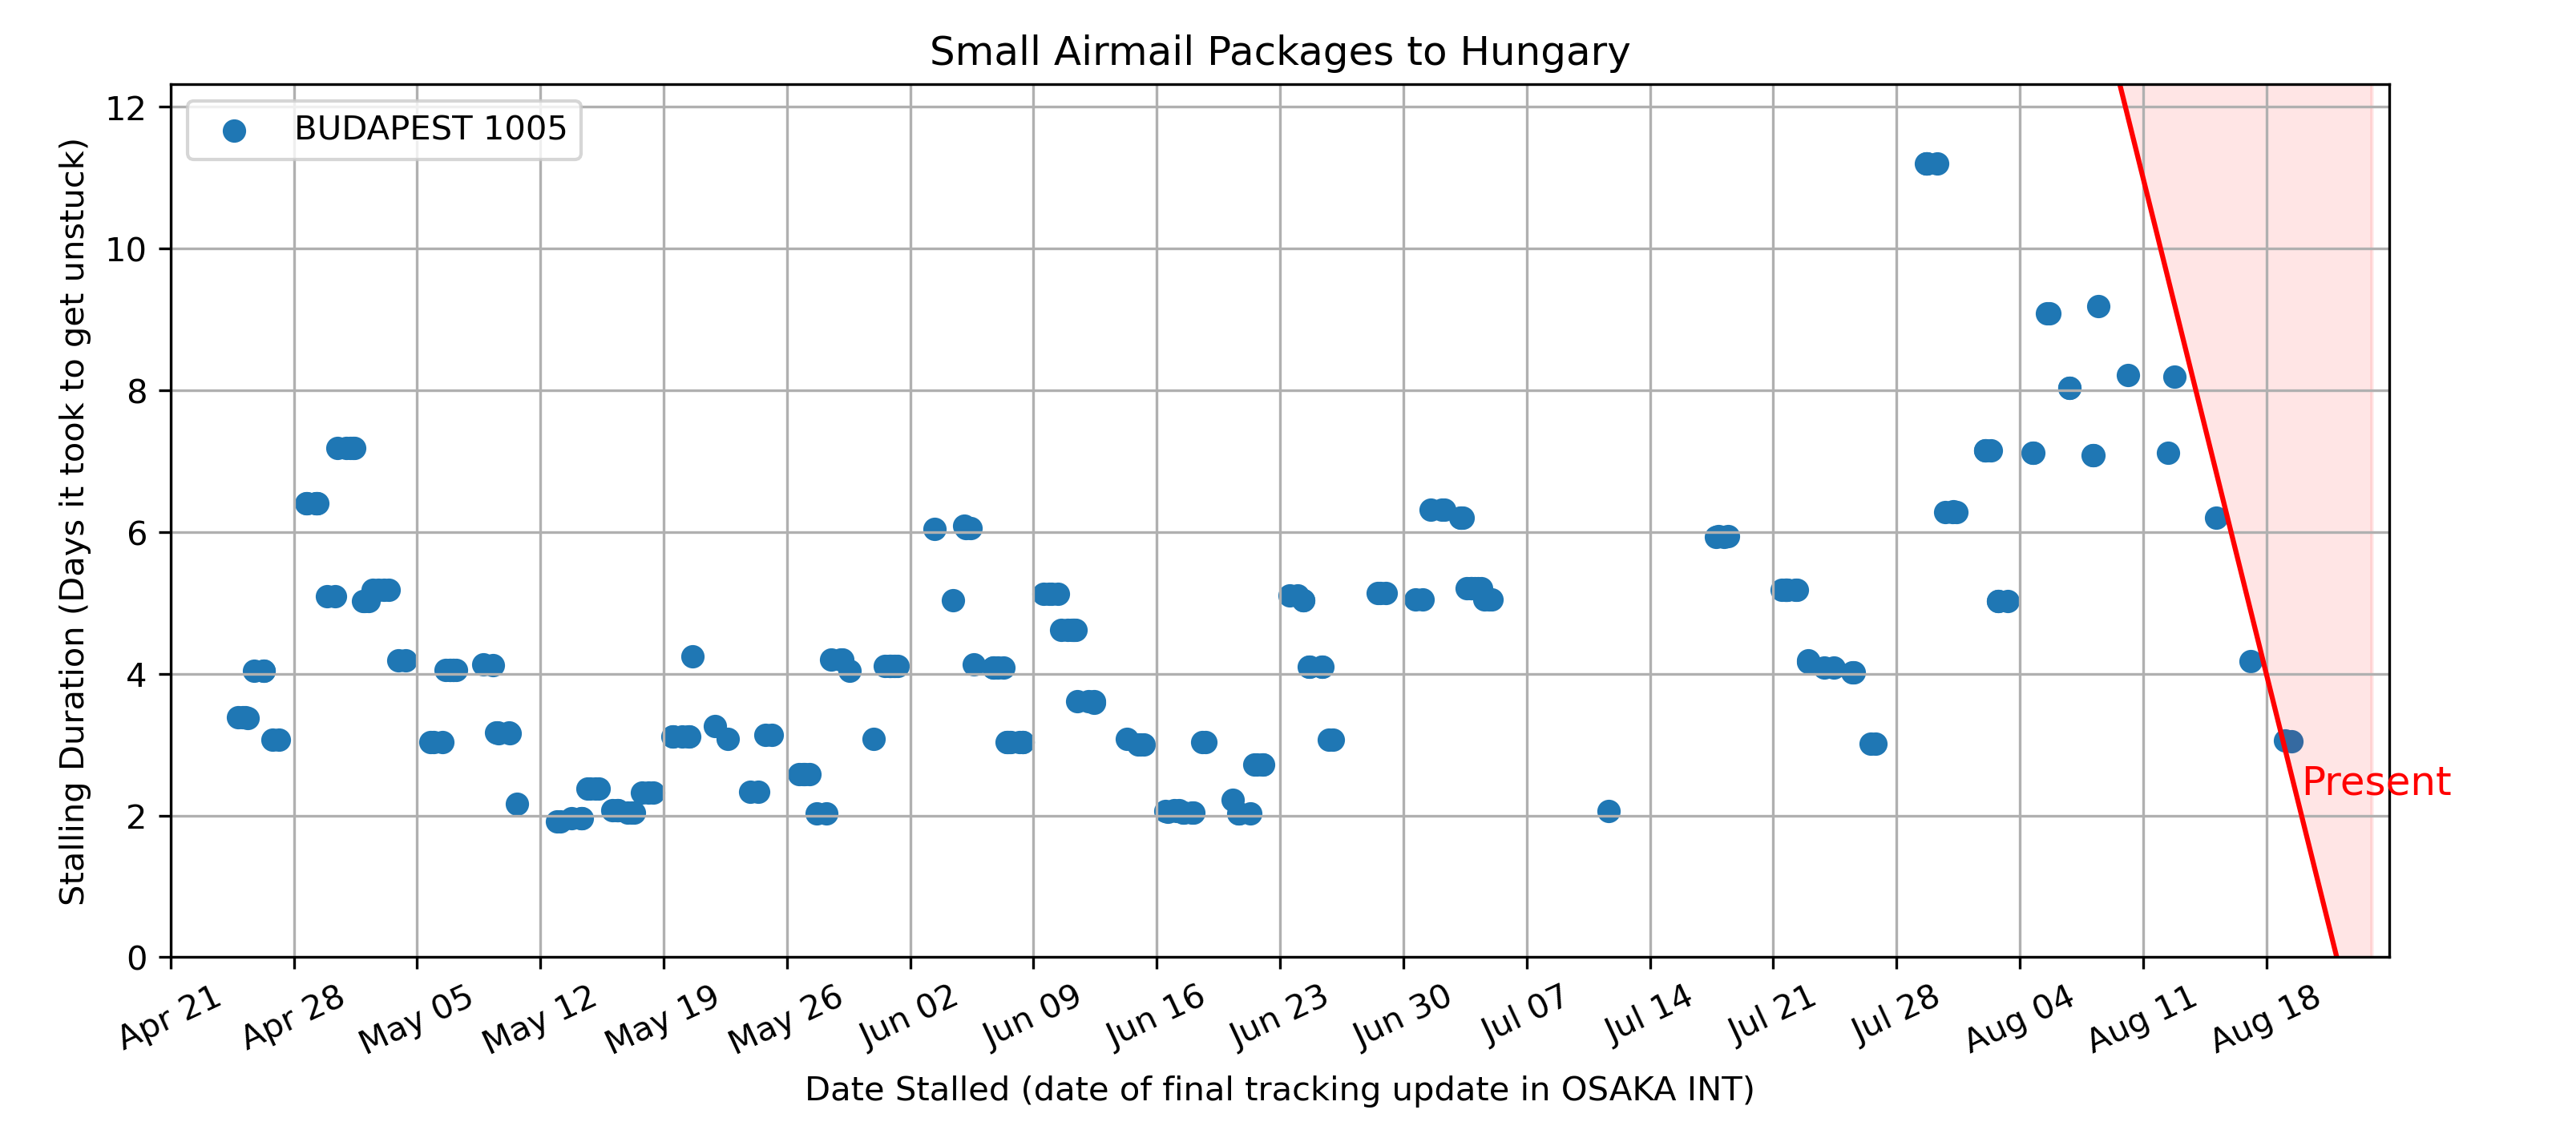 Small Airmail Packages to Hungary
BUDAPEST 1005
Stalling Duration (Days it took to get unstuck)
12
10
8
6
4
2
0
Present
Apr 21
Apr 28
May 05
May 12
May 19
May 26
Jun 02
Jun 09
Jun 16
Jun 23
Jun 30
Jul 07
Jul 14
Jul 21
Jul 28
Aug 04
Aug 11
Aug 18
Date Stalled (date of final tracking update in OSAKA INT)